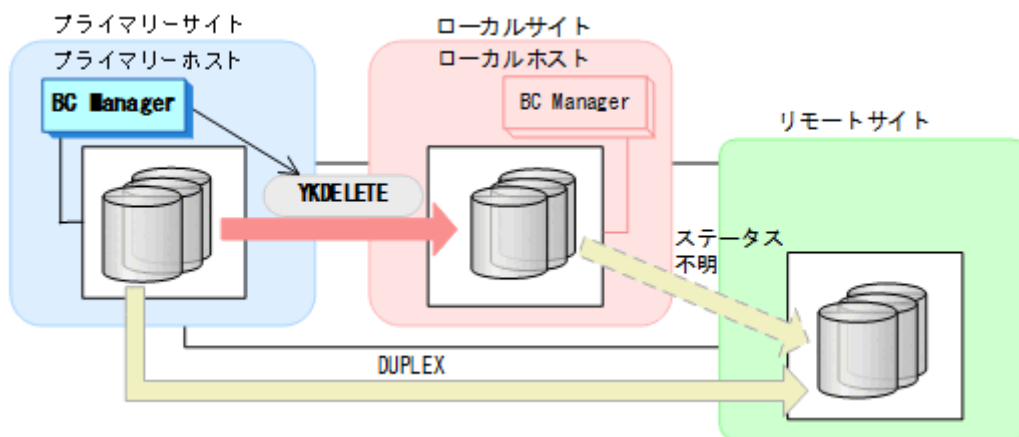 プライマリーサイト
プライマリーホスト
BC Manager
ローカルサイト
ローカルホスト
BC Manager
リモートサイト
YKDELETE
ステータス
不明
DUPLEX